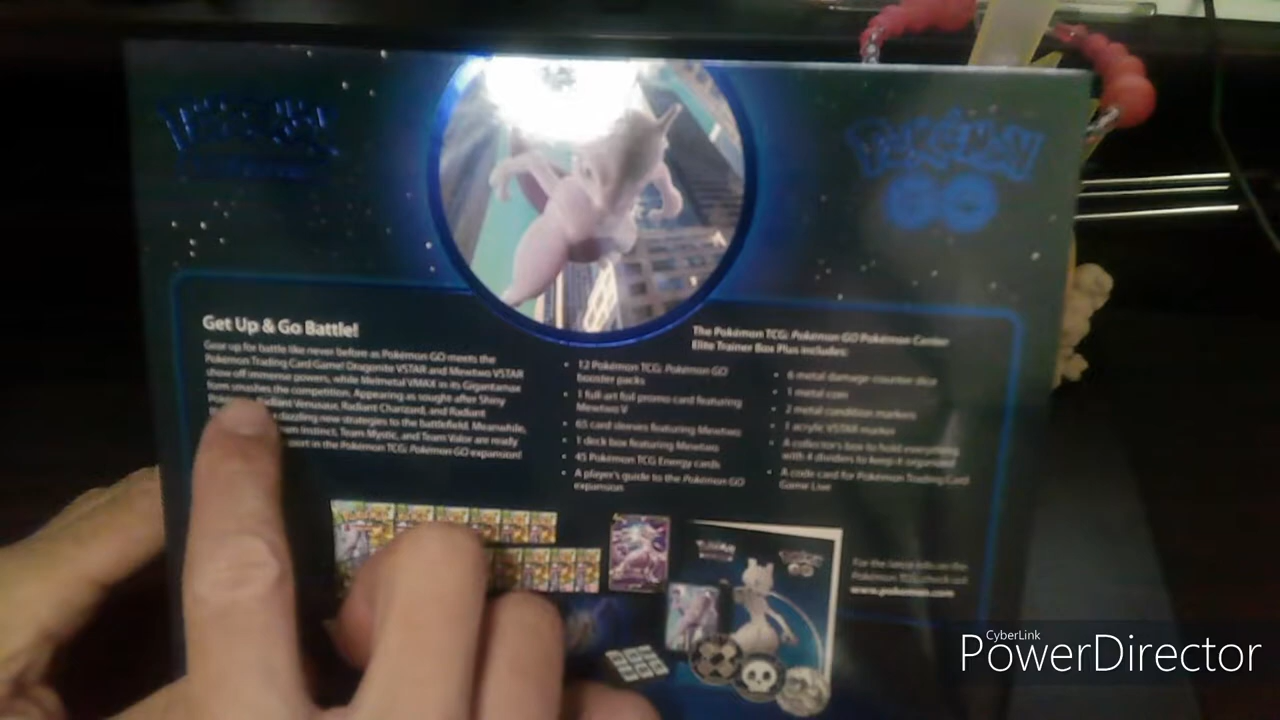 POKÉMON
POKÉMON
GO
Get Up & Go Battle!
Gear up for battle like never before as Pokémon GO meets the
Pokémon Trading Card Game! Dragonite VSTAR and Mewtwo VSTAR
show off immense powers, while Melmetal VMAX in its Gigantamax
form smashes the competition. Appearing as sought-after Shiny
Radiant Venusaur, Radiant Charizard, and Radiant
dazzling new strategies to the battlefield. Meanwhile,
Instinct, Team Mystic, and Team Valor are ready
in the Pokémon TCG: Pokémon GO expansion!
The Pokémon TCG: Pokémon GO Pokémon Center
Elite Trainer Box Plus includes:
• 12 Pokémon TCG: Pokémon GO
booster packs
• 1 full-art foil promo card featuring
Mewtwo V
• 65 card sleeves featuring Mewtwo
• 1 deck box featuring Mewtwo
• 45 Pokémon TCG Energy cards
• A player's guide to the Pokémon GO
expansion
• 6 metal damage-counter dice
• 1 metal coin
• 2 metal condition markers
• 1 acrylic VSTAR marker
• A collector's box to hold everything,
with 4 dividers to keep it organized
• A code card for Pokémon Trading Card
Game Live
For the latest info on the
Pokémon TCG, check out
www.pokemon.com
CyberLink
PowerDirector